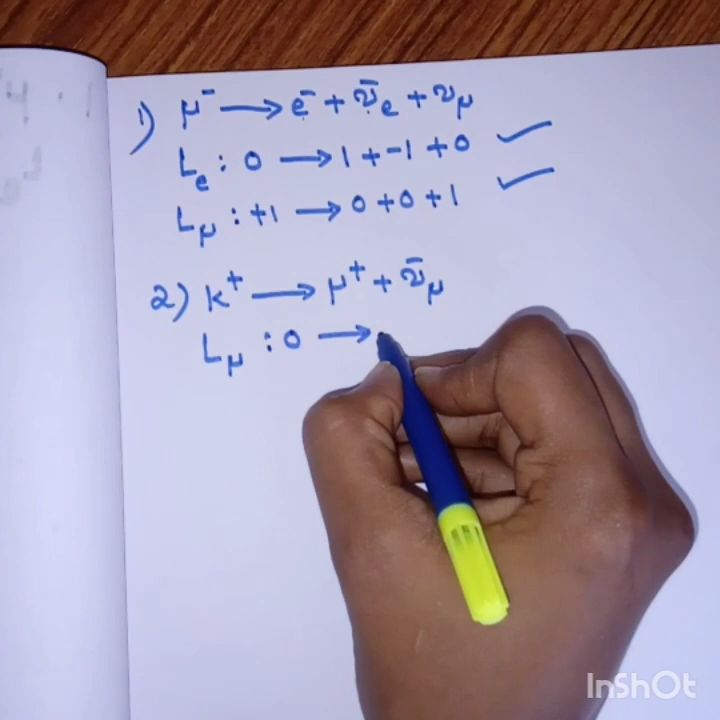 1) μ⁻ ⟶ e⁻ + ν̄e + νμ
Le : 0 ⟶ 1 + -1 + 0 ✓
Lμ : +1 ⟶ 0 + 0 + 1 ✓
2) K⁺ ⟶ μ⁺ + ν̄μ
Lμ : 0 ⟶
InShOt